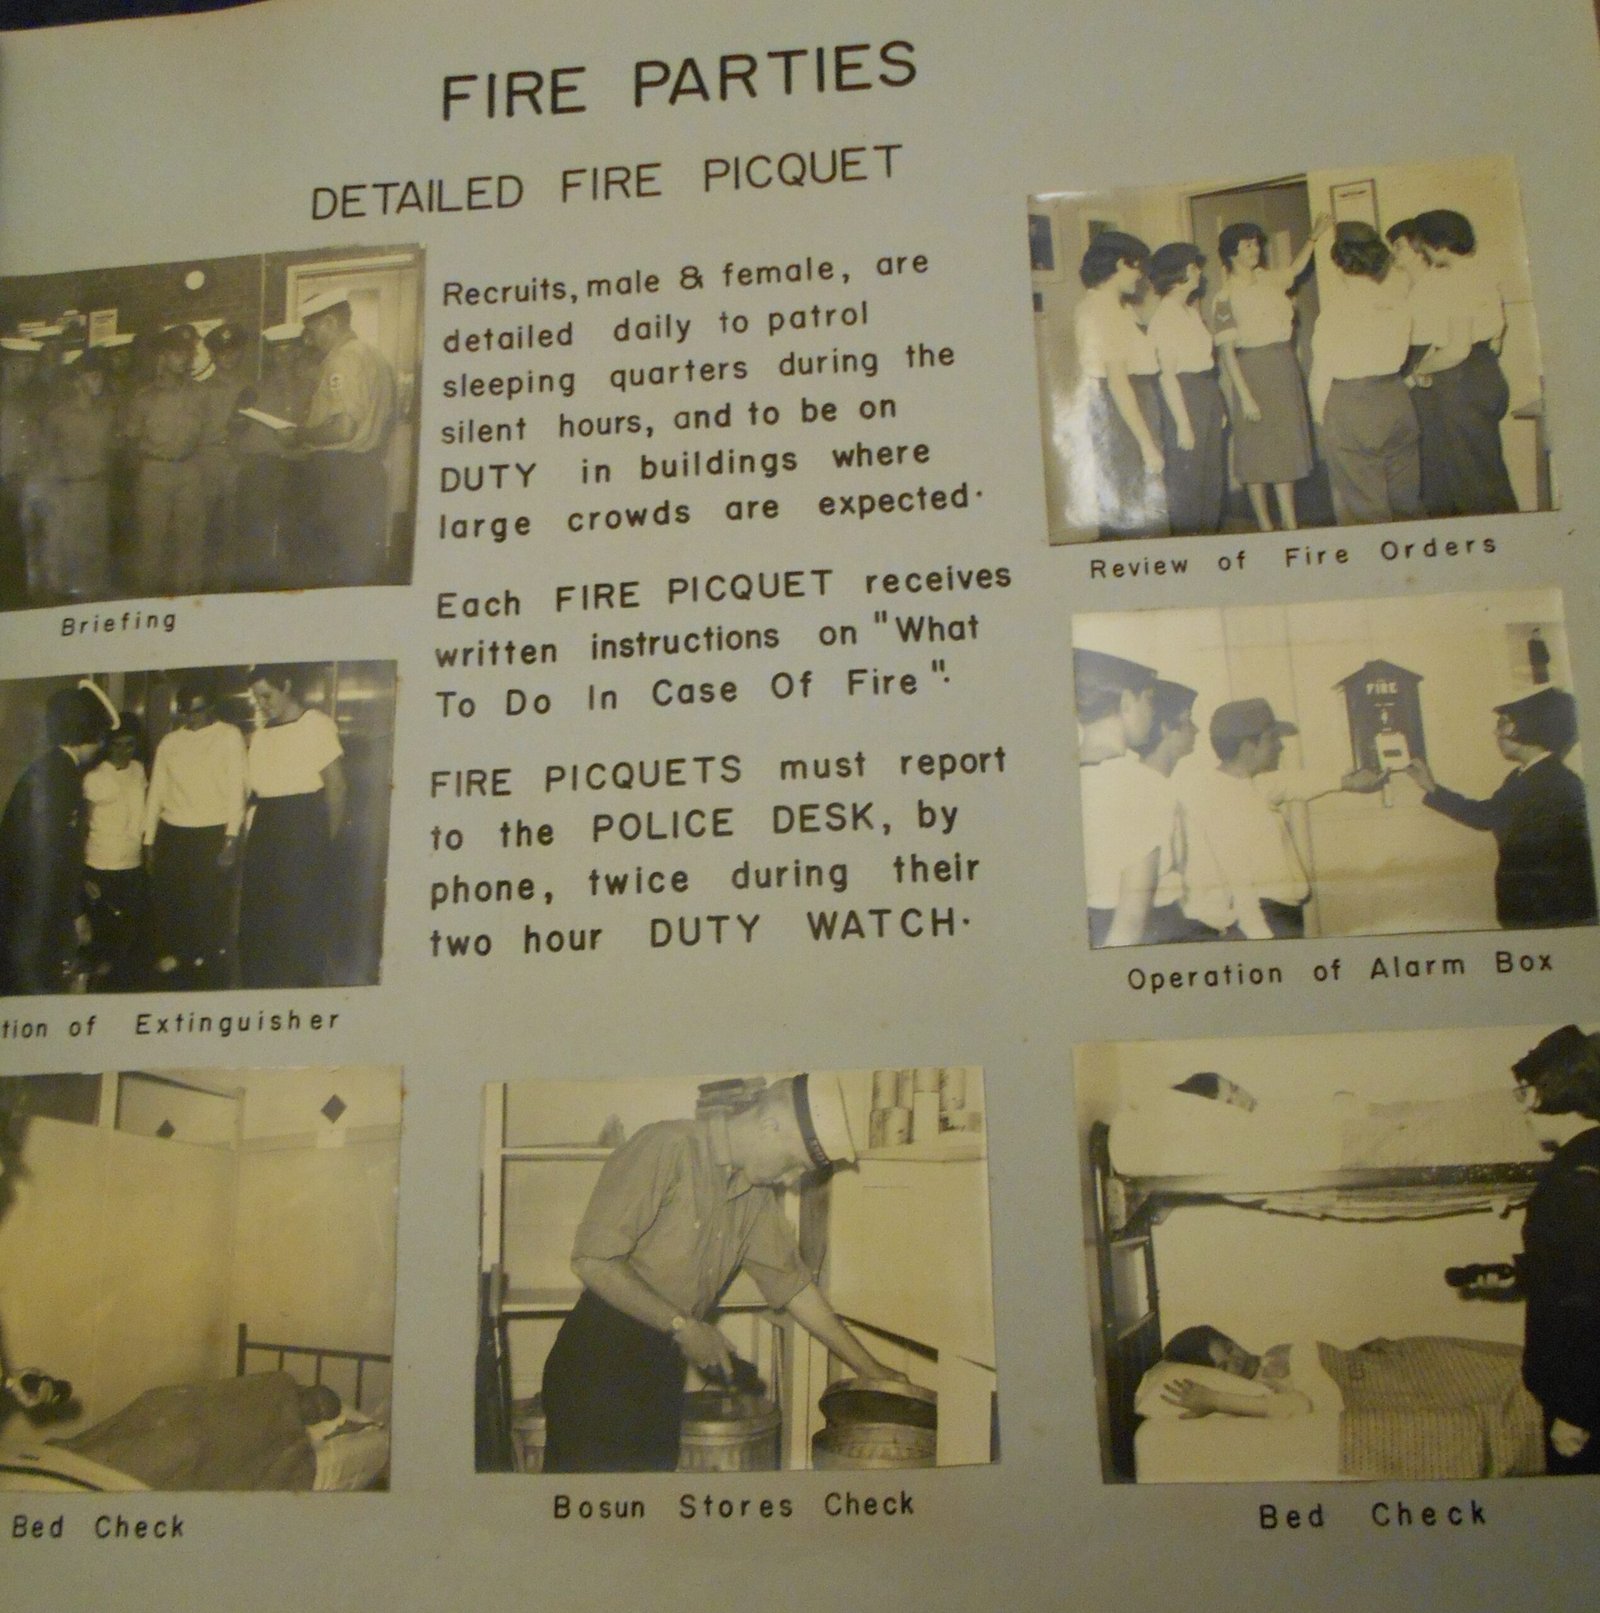 FIRE PARTIES
DETAILED FIRE PICQUET
Recruits, male & female, are
detailed daily to patrol
sleeping quarters during the
silent hours, and to be on
DUTY in buildings where
large crowds are expected.
Each FIRE PICQUET receives
written instructions on "What
To Do In Case Of Fire".
FIRE PICQUETS must report
to the POLICE DESK, by
phone, twice during their
two hour DUTY WATCH.
Briefing
Review of Fire Orders
FIRE
tion of Extinguisher
Operation of Alarm Box
Bed Check
Bosun Stores Check
Bed Check